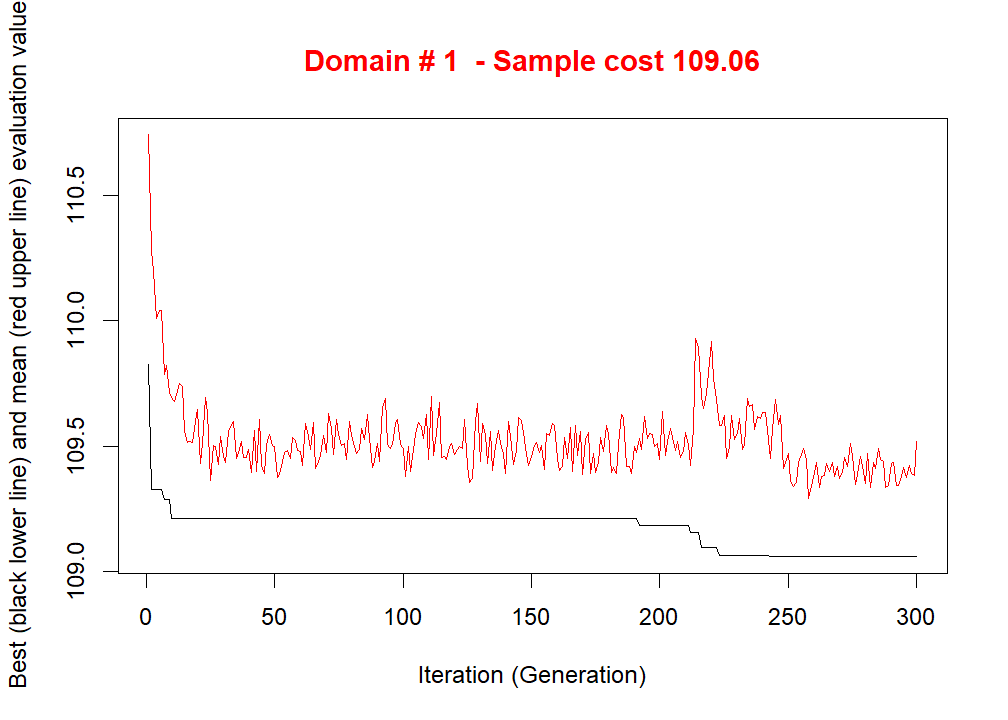 Domain # 1  - Sample cost 109.06
Best (black lower line) and mean (red upper line) evaluation value
110.5
110.0
109.5
109.0
0 50 100 150 200 250 300
Iteration (Generation)